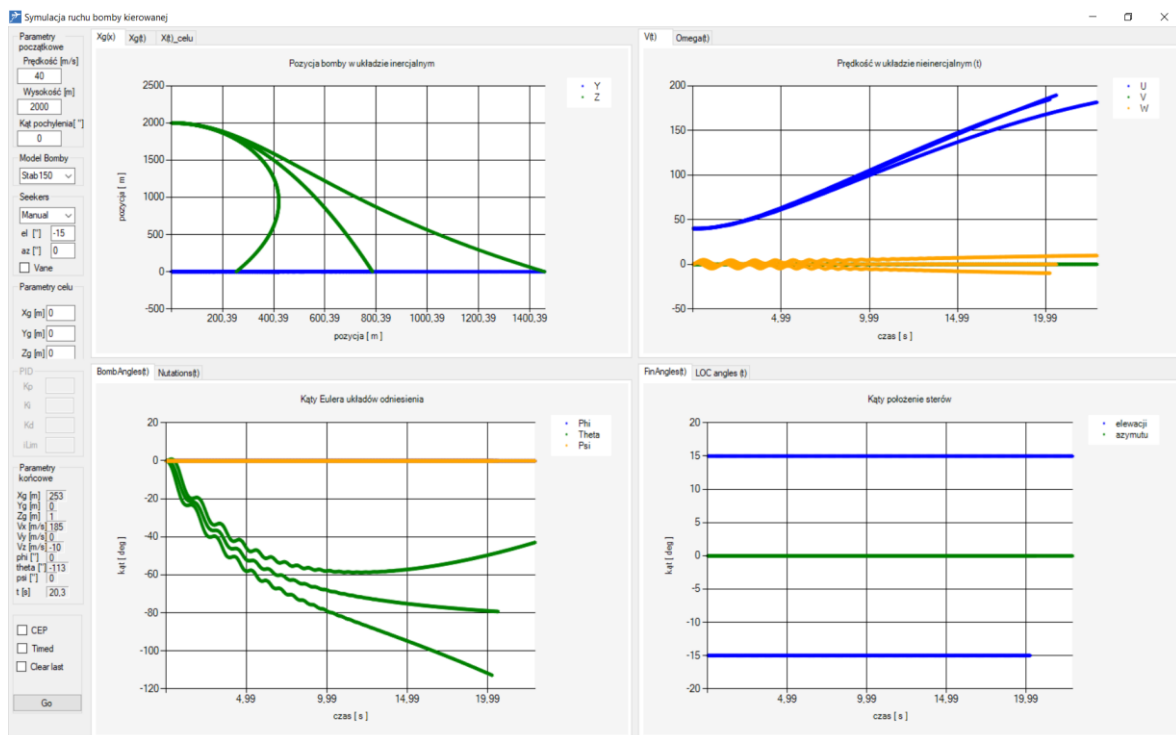 Symulacja ruchu bomby kierowanej
Parametry
początkowe
Prędkość [m/s]
40
Wysokość [m]
2000
Kąt pochylenia[ °]
0
Model Bomby
Stab150
Seekers
Manual
el [°] -15
az [°] 0
Vane
Parametry celu
Xg [m] 0
Yg [m] 0
Zg [m] 0
PID
Kp
Ki
Kd
iLim
Parametry
końcowe
Xg [m] 253
Yg [m] 0
Zg [m] 1
Vx [m/s] 185
Vy [m/s] 0
Vz [m/s] -10
phi [°] 0
theta [°] -113
psi [°] 0
t [s] 20,3
CEP
Timed
Clear last
Go
Xg(x) Xg(t) X(t)_celu
Pozycja bomby w układzie inercjalnym
Y
Z
2500
2000
1500
1000
500
0
-500
pozycja [ m ]
200,39 400,39 600,39 800,39 1000,39 1200,39 1400,39
pozycja [ m ]
V(t) Omega(t)
Prędkość w układzie nieinercjalnym (t)
U
V
W
200
150
100
50
0
-50
4,99 9,99 14,99 19,99
czas [ s ]
BombAngles(t) Nutations(t)
Kąty Eulera układów odniesienia
Phi
Theta
Psi
20
0
-20
-40
-60
-80
-100
-120
kąt [ deg ]
4,99 9,99 14,99 19,99
czas [ s ]
FinAngles(t) LOC angles (t)
Kąty położenie sterów
elewacji
azymutu
20
15
10
5
0
-5
-10
-15
-20
kąt [ deg ]
4,99 9,99 14,99 19,99
czas [ s ]